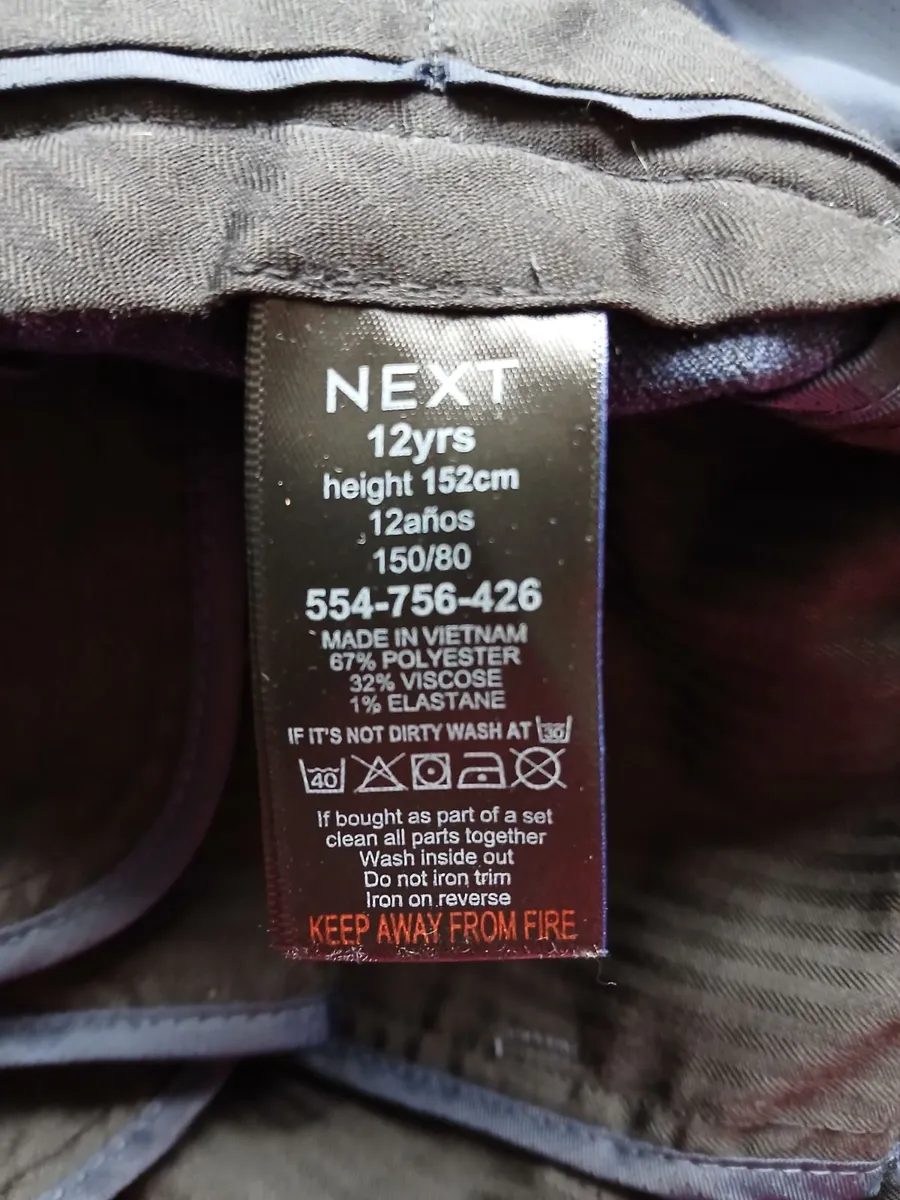 NEXT
12yrs
height 152cm
12años
150/80
554-756-426
MADE IN VIETNAM
67% POLYESTER
32% VISCOSE
1% ELASTANE
IF IT'S NOT DIRTY WASH AT 30
40
If bought as part of a set
clean all parts together
Wash inside out
Do not iron trim
Iron on reverse
KEEP AWAY FROM FIRE